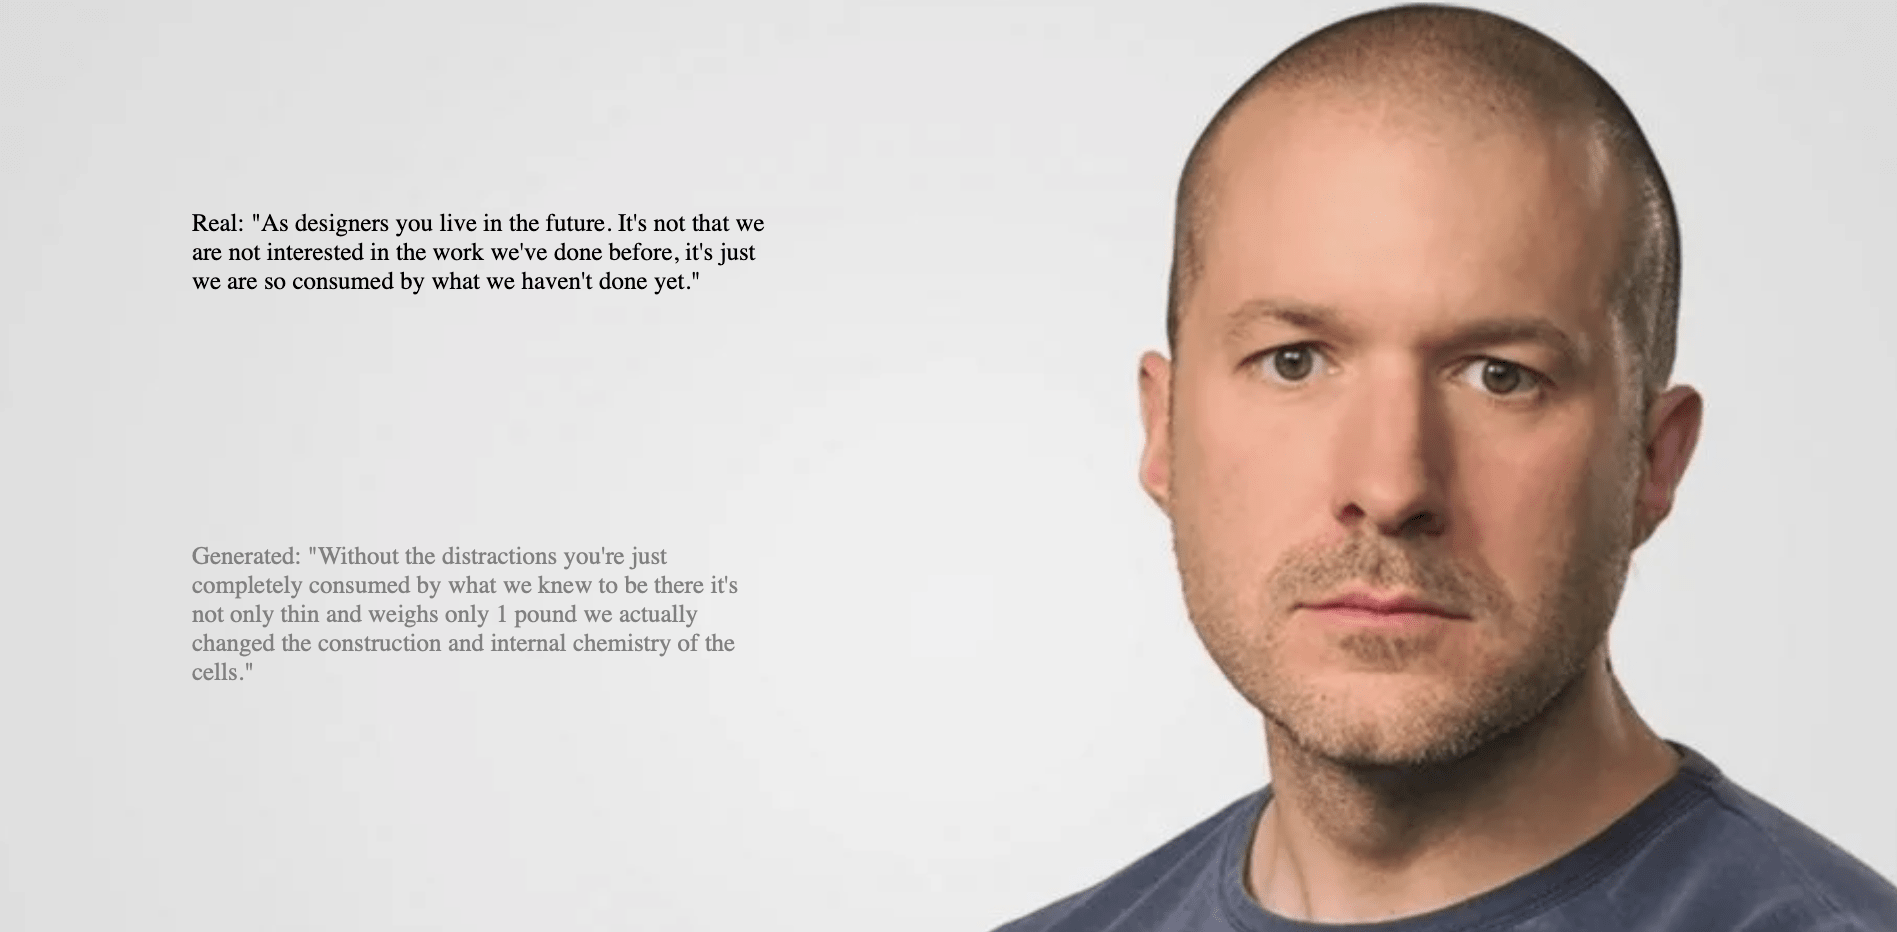 Real: "As designers you live in the future. It's not that we
are not interested in the work we've done before, it's just
we are so consumed by what we haven't done yet."
Generated: "Without the distractions you're just
completely consumed by what we knew to be there it's
not only thin and weighs only 1 pound we actually
changed the construction and internal chemistry of the
cells."